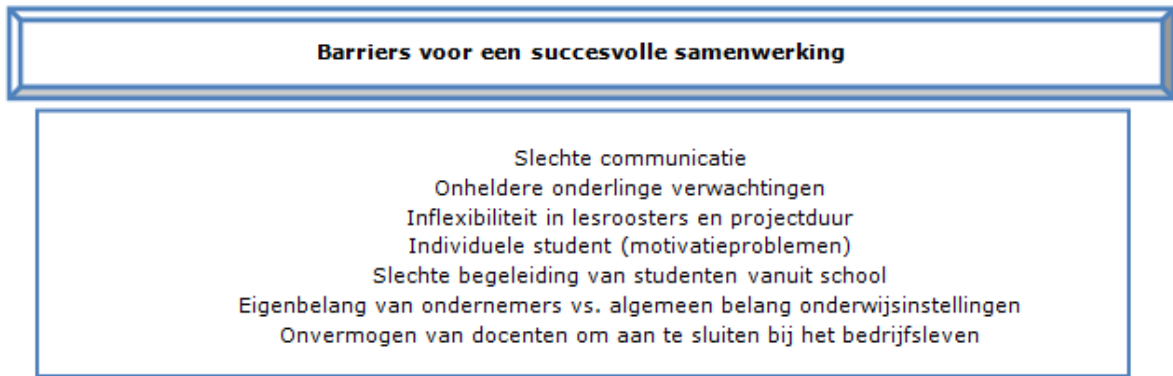 Barriers voor een succesvolle samenwerking
Slechte communicatie
Onheldere onderlinge verwachtingen
Inflexibiliteit in lesroosters en projectduur
Individuele student (motivatieproblemen)
Slechte begeleiding van studenten vanuit school
Eigenbelang van ondernemers vs. algemeen belang onderwijsinstellingen
Onvermogen van docenten om aan te sluiten bij het bedrijfsleven